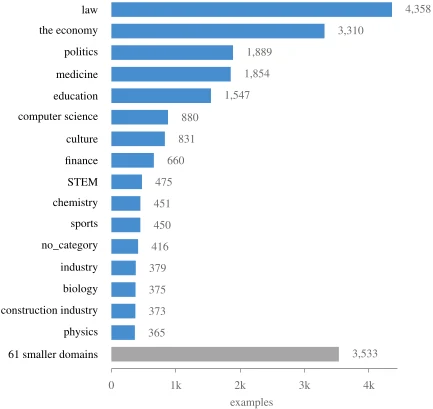 law 4,358
the economy 3,310
politics 1,889
medicine 1,854
education 1,547
computer science 880
culture 831
finance 660
STEM 475
chemistry 451
sports 450
no_category 416
industry 379
biology 375
construction industry 373
physics 365
61 smaller domains 3,533
0 1k 2k 3k 4k
examples